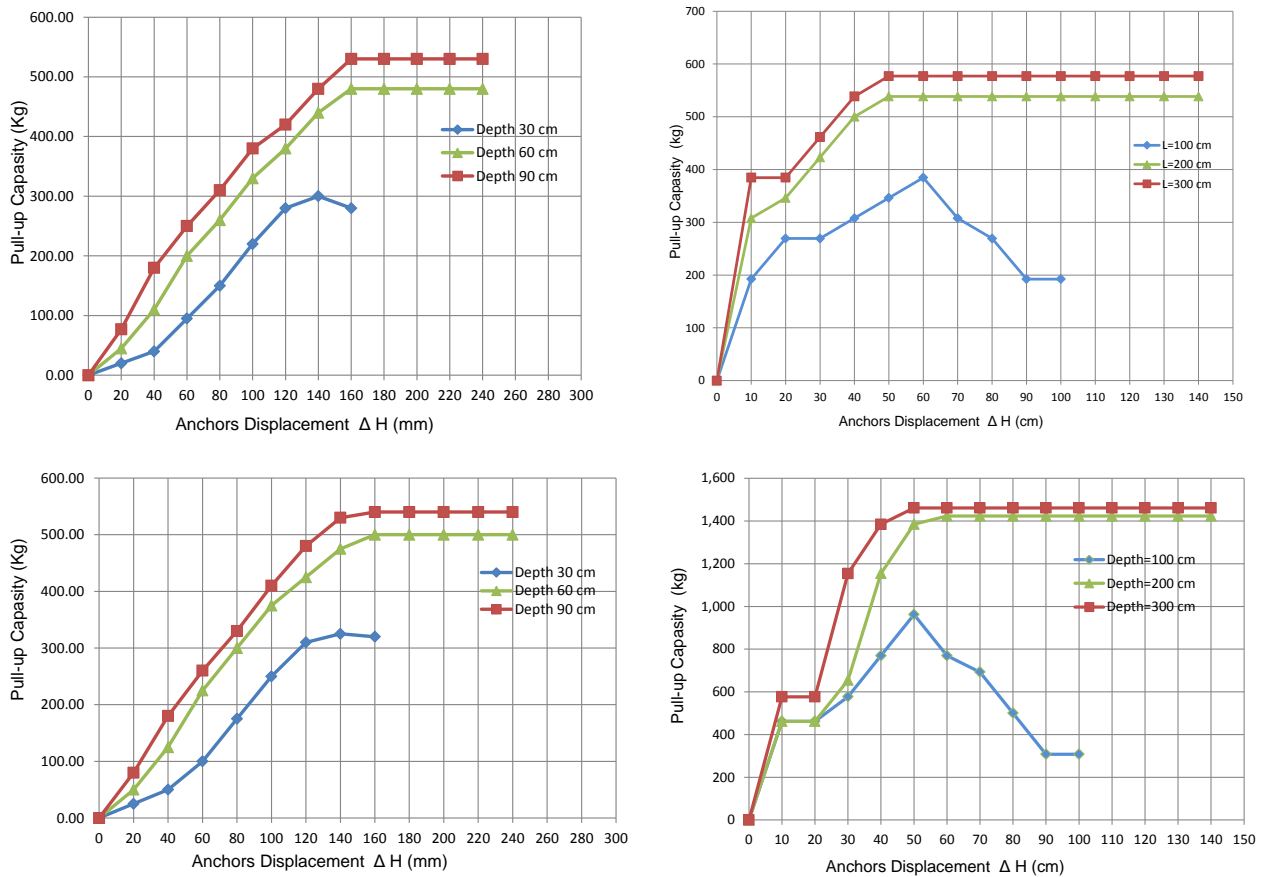 600.00
500.00
400.00
300.00
200.00
100.00
0.00
Pull-up Capasity (Kg)
Depth 30 cm
Depth 60 cm
Depth 90 cm
0 20 40 60 80 100 120 140 160 180 200 220 240 260 280 300
Anchors Displacement Δ H (mm)
700
600
500
400
300
200
100
0
Pull-up Capasity (kg)
L=100 cm
L=200 cm
L=300 cm
0 10 20 30 40 50 60 70 80 90 100 110 120 130 140 150
Anchors Displacement Δ H (cm)
600.00
500.00
400.00
300.00
200.00
100.00
0.00
Pull-up Capasity (Kg)
Depth 30 cm
Depth 60 cm
Depth 90 cm
0 20 40 60 80 100 120 140 160 180 200 220 240 260 280 300
Anchors Displacement Δ H (mm)
1,600
1,400
1,200
1,000
800
600
400
200
0
Pull-up Capasity (kg)
Depth=100 cm
Depth=200 cm
Depth=300 cm
0 10 20 30 40 50 60 70 80 90 100 110 120 130 140 150
Anchors Displacement Δ H (cm)